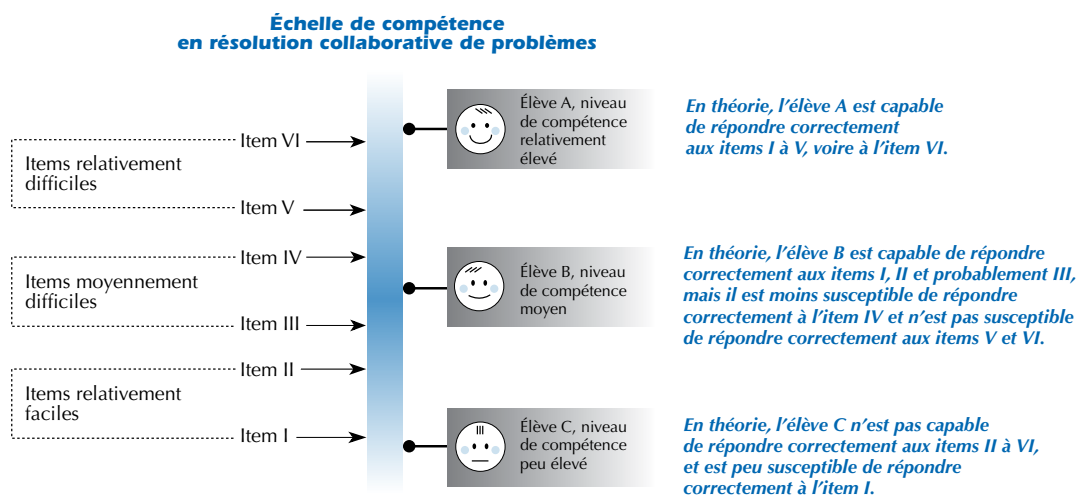 Échelle de compétence
en résolution collaborative de problèmes
Items relativement
difficiles
Item VI
Item V
Items moyennement
difficiles
Item IV
Item III
Items relativement
faciles
Item II
Item I
Élève A, niveau
de compétence
relativement
élevé
En théorie, l'élève A est capable
de répondre correctement
aux items I à V, voire à l'item VI.
Élève B, niveau
de compétence
moyen
En théorie, l'élève B est capable de répondre
correctement aux items I, II et probablement III,
mais il est moins susceptible de répondre
correctement à l'item IV et n'est pas susceptible
de répondre correctement aux items V et VI.
Élève C, niveau
de compétence
peu élevé
En théorie, l'élève C n'est pas capable
de répondre correctement aux items II à VI,
et est peu susceptible de répondre
correctement à l'item I.